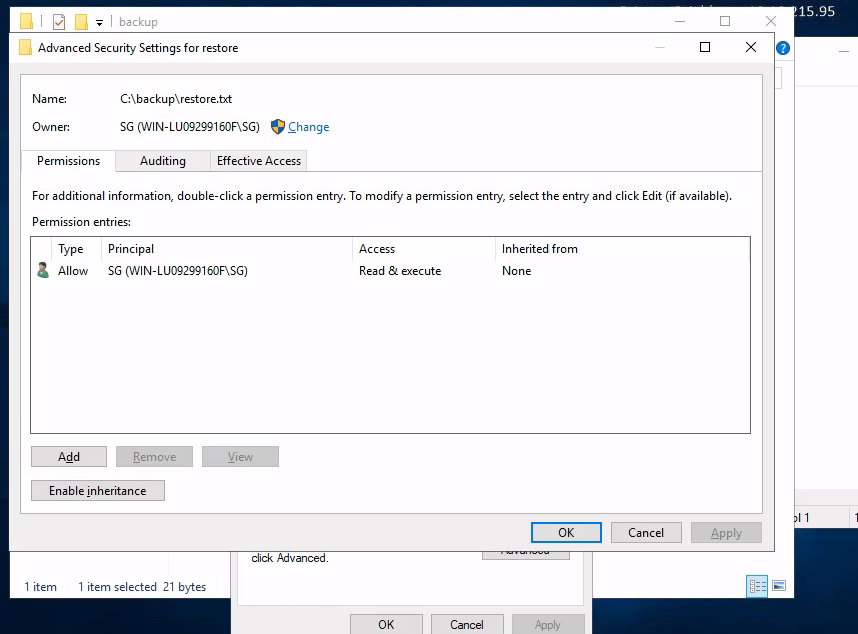 backup
215.95
Advanced Security Settings for restore
Name: C:\backup\restore.txt
Owner: SG (WIN-LU09299160F\SG) Change
Permissions Auditing Effective Access
For additional information, double-click a permission entry. To modify a permission entry, select the entry and click Edit (if available).
Permission entries:
Type Principal Access Inherited from
Allow SG (WIN-LU09299160F\SG) Read & execute None
Add Remove View
Enable inheritance
OK Cancel Apply
ol 1
click Advanced. Advanced
1 item 1 item selected 21 bytes
OK Cancel Apply